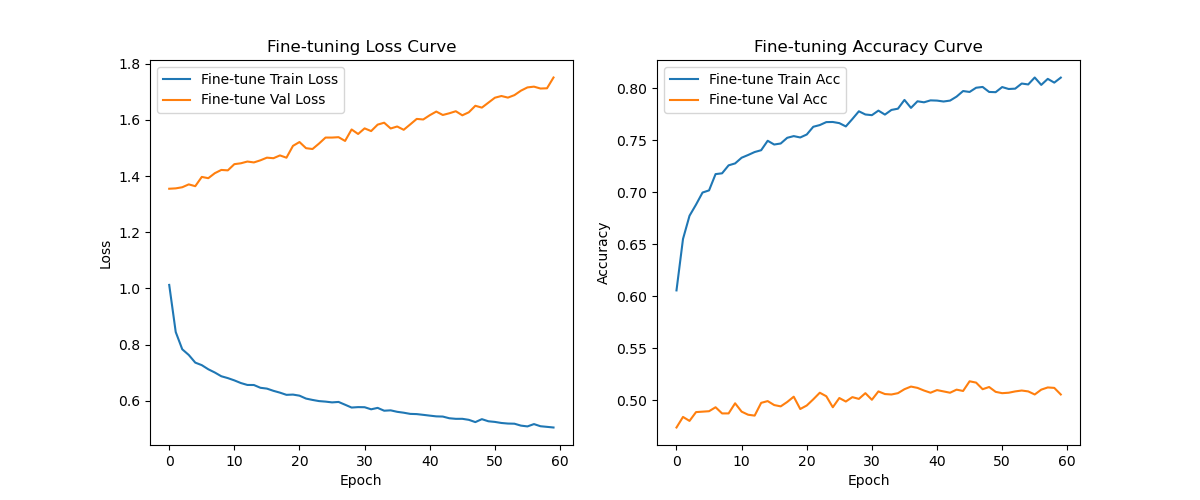 Fine-tuning Loss Curve
Fine-tune Train Loss
Fine-tune Val Loss
1.8
1.6
1.4
1.2
1.0
0.8
0.6
Loss
0 10 20 30 40 50 60
Epoch
Fine-tuning Accuracy Curve
Fine-tune Train Acc
Fine-tune Val Acc
0.80
0.75
0.70
0.65
0.60
0.55
0.50
Accuracy
0 10 20 30 40 50 60
Epoch